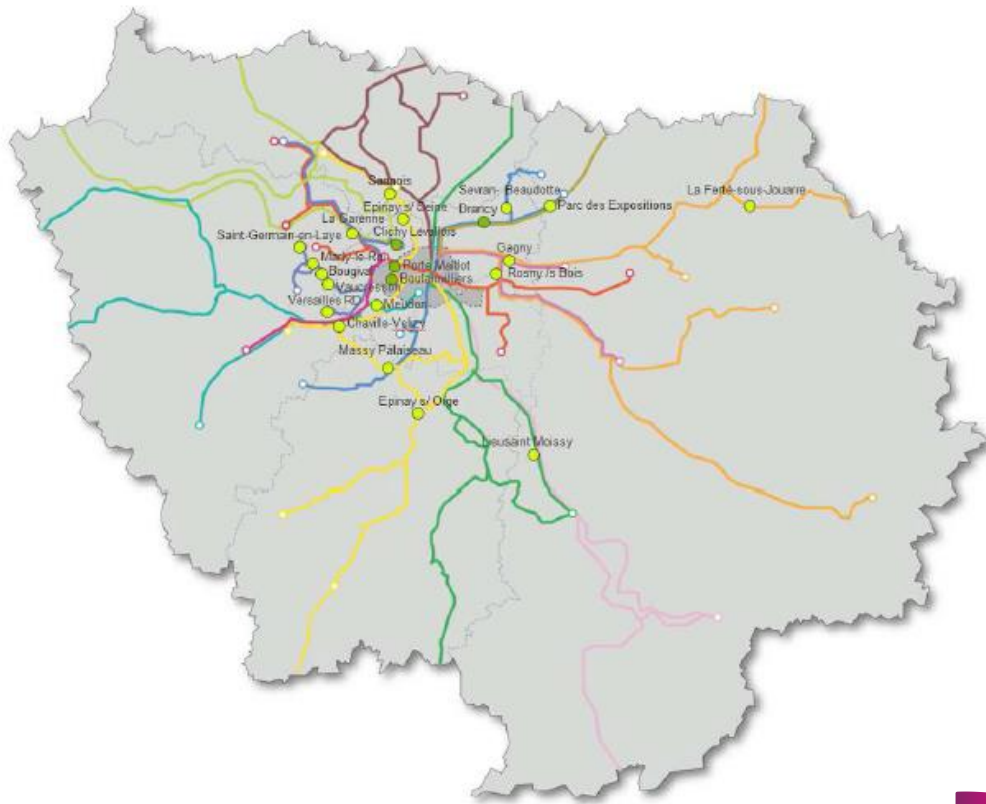 Sannois
Sevran- Beaudotte
La Ferté-sous-Jouarre
Epinay s/ Seine
Drancy
Parc des Expositions
La Garenne
Saint-Germain-en-Laye
Clichy Levallois
Marly-le-Roi
Porte Maillot
Gagny
Bougival
Boulainvilliers
Rosny /s Bois
Vaucresson
Versailles RD
Meudon
Chaville-Velizy
Massy Palaiseau
Epinay s/ Orge
Lieusaint Moissy